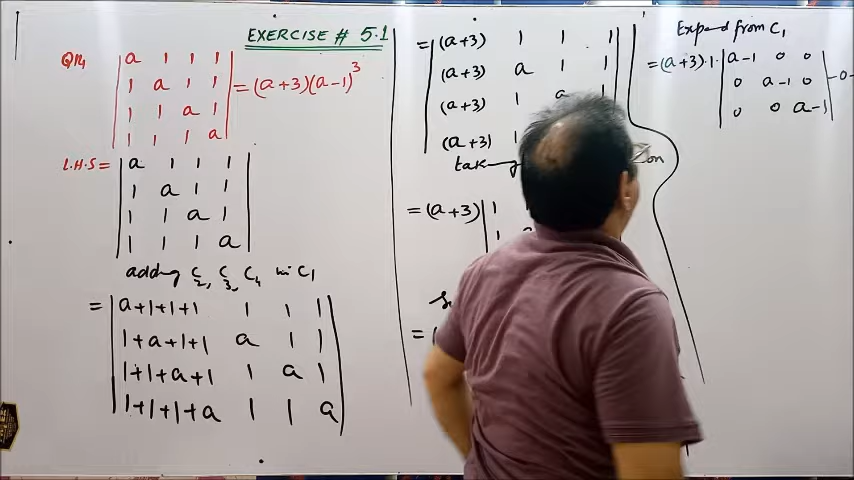 EXERCISE # 5.1
Q14
a 1 1 1
1 a 1 1
1 1 a 1
1 1 1 a
= (a+3)(a-1)³
L.H.S =
a 1 1 1
1 a 1 1
1 1 a 1
1 1 1 a
adding C₂, C₃, C₄ in C₁
=
a+1+1+1 1 1 1
1+a+1+1 a 1 1
1+1+a+1 1 a 1
1+1+1+a 1 1 a
=
(a+3) 1 1 1
(a+3) a 1 1
(a+3) 1 a 1
(a+3) 1
= (a+3) 1
1
=
Expand from C₁
= (a+3)·1·
a-1 0 0
0 a-1 0
0 0 a-1
-0-